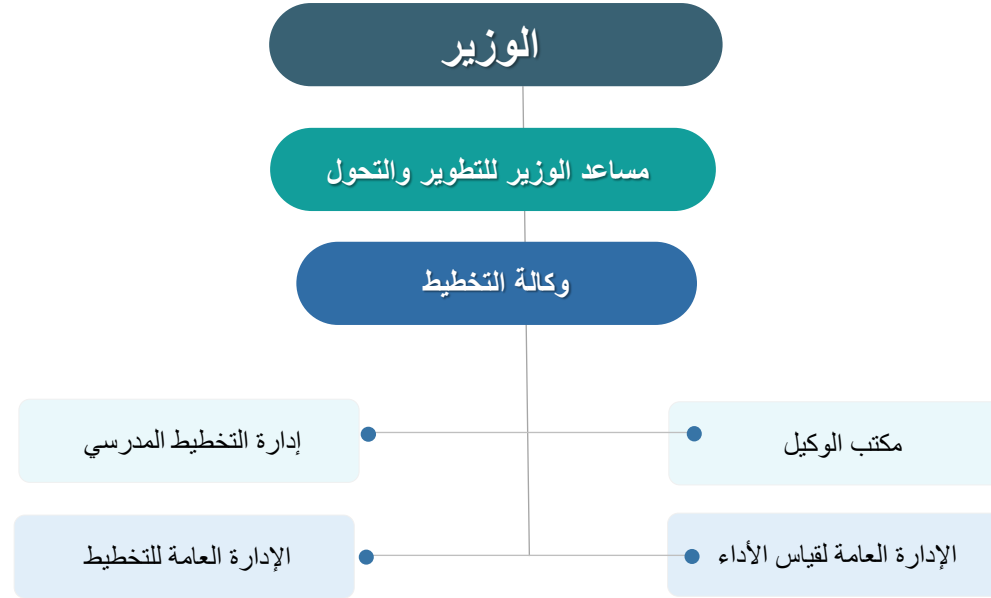 الوزير
مساعد الوزير للتطوير والتحول
وكالة التخطيط
مكتب الوكيل
إدارة التخطيط المدرسي
الإدارة العامة لقياس الأداء
الإدارة العامة للتخطيط